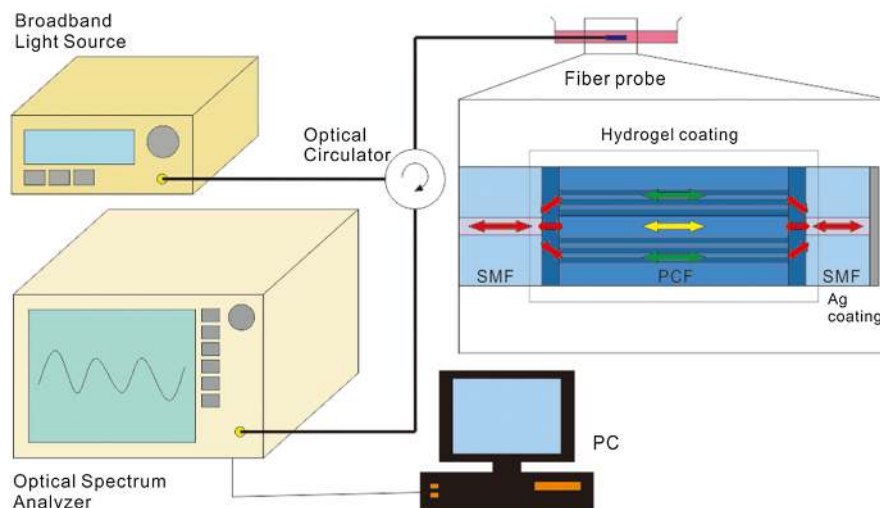 Broadband
Light Source
Fiber probe
Optical
Circulator
Hydrogel coating
SMF
PCF
SMF
Ag
coating
PC
Optical Spectrum
Analyzer